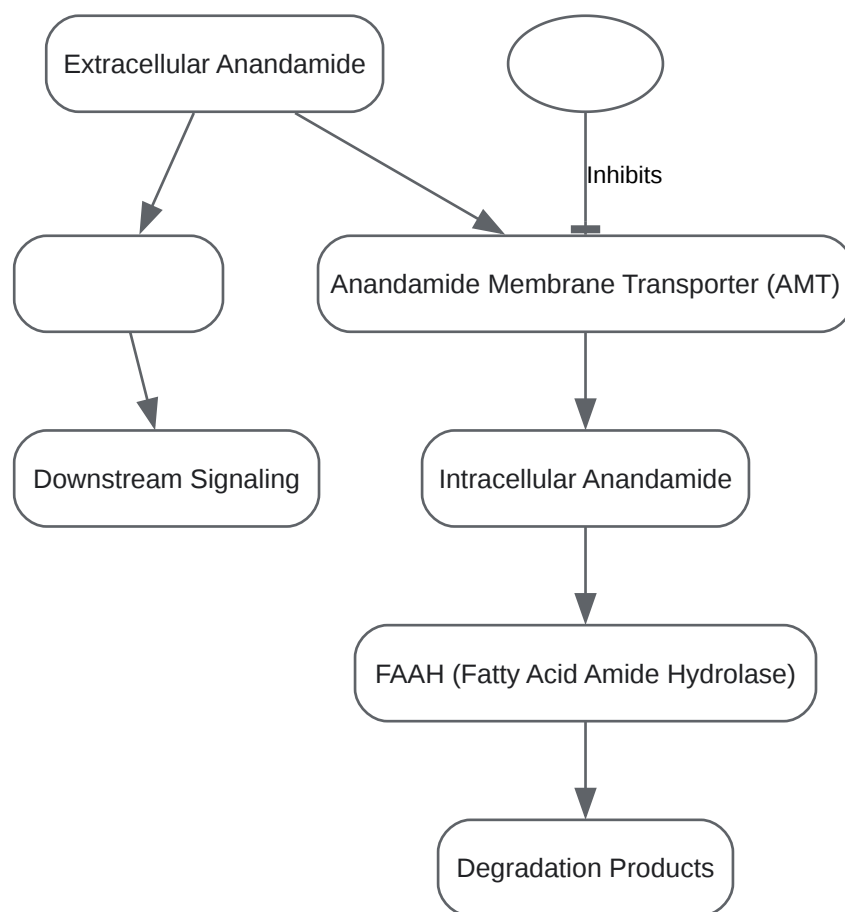 Extracellular Anandamide
Inhibits
Anandamide Membrane Transporter (AMT)
Downstream Signaling
Intracellular Anandamide
FAAH (Fatty Acid Amide Hydrolase)
Degradation Products